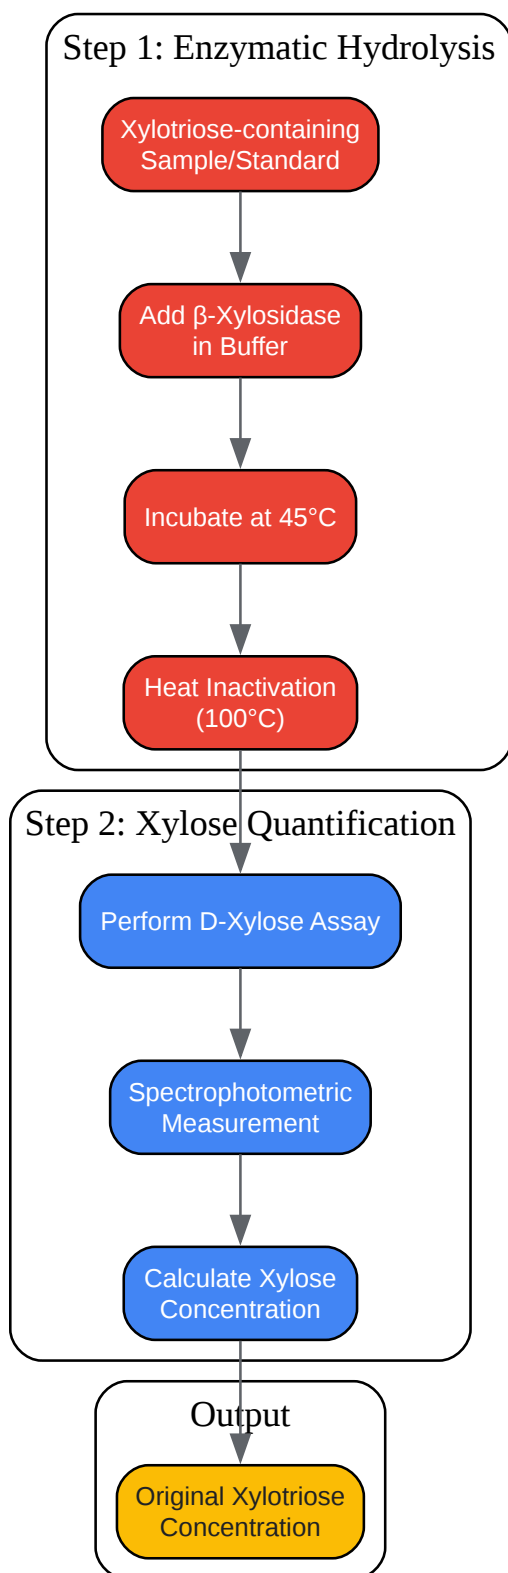 Step 1: Enzymatic Hydrolysis
Xylotriose-containing
Sample/Standard
Add β-Xylosidase
in Buffer
Incubate at 45°C
Heat Inactivation
(100°C)
Step 2: Xylose Quantification
Perform D-Xylose Assay
Spectrophotometric
Measurement
Calculate Xylose
Concentration
Output
Original Xylotriose
Concentration